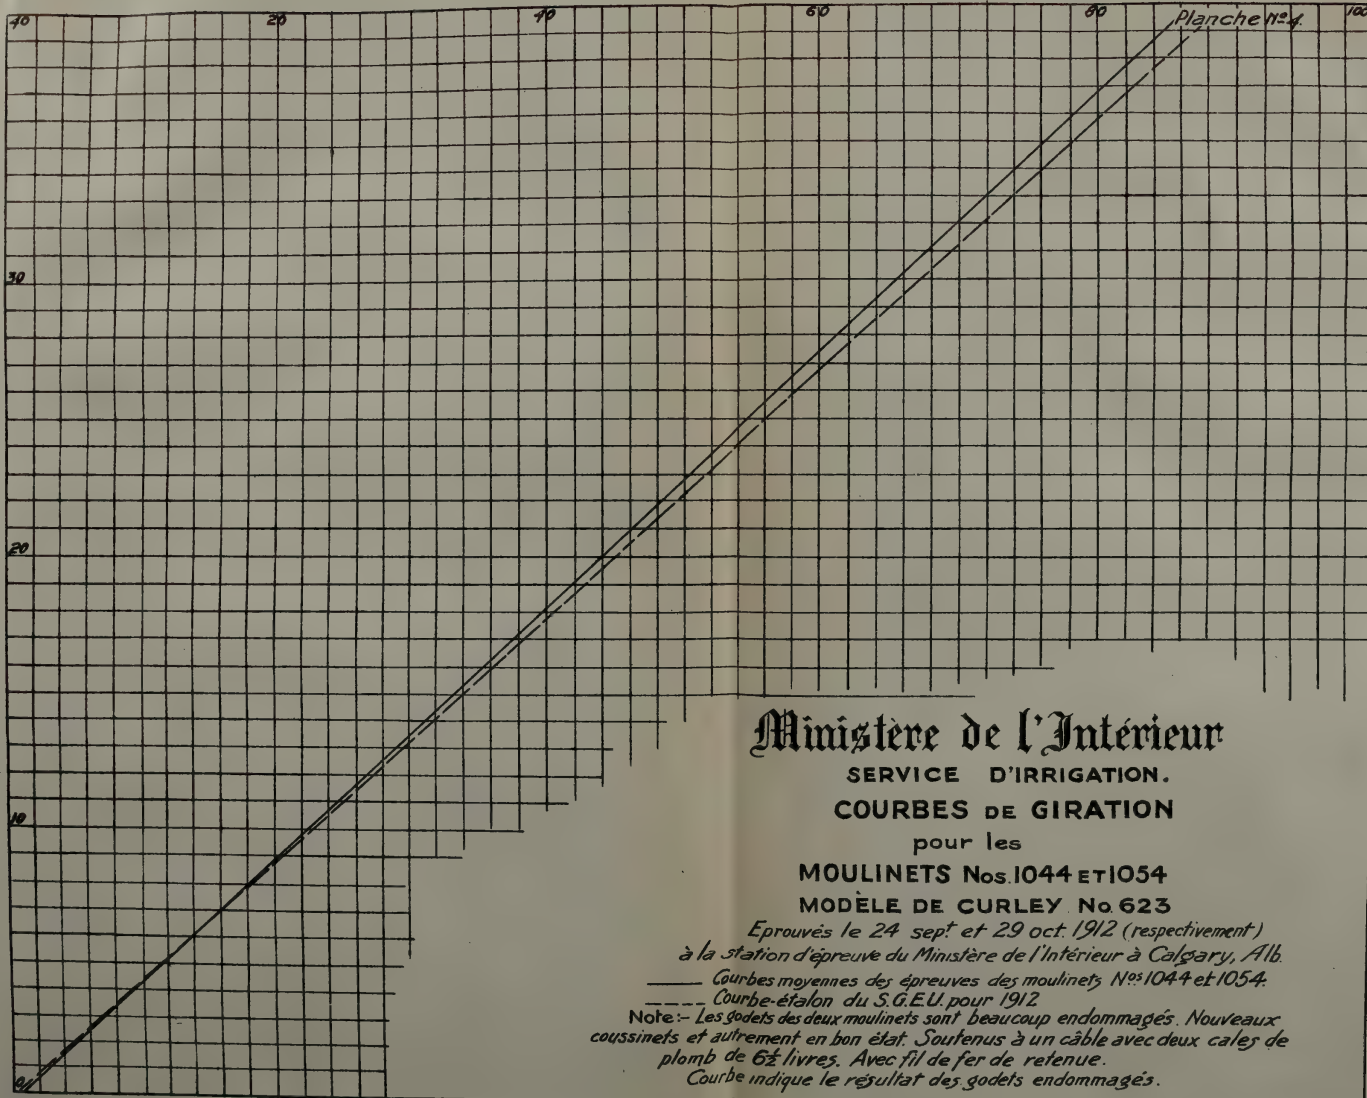 40 20 40 60 80 100
Planche Nº 4.
30
20
10
0
Ministère de l'Intérieur
SERVICE D'IRRIGATION.
COURBES DE GIRATION
pour les
MOULINETS Nos. 1044 ET 1054
MODÈLE DE CURLEY No. 623
Eprouvés le 24 sept. et 29 oct. 1912 (respectivement)
à la station d'épreuve du Ministère de l'Intérieur à Calgary, Alb.
Courbes moyennes des épreuves des moulinets Nos 1044 et 1054.
Courbe-étalon du S.G.E.U. pour 1912
Note:- Les godets des deux moulinets sont beaucoup endommagés. Nouveaux
coussinets et autrement en bon état. Soutenus à un câble avec deux cales de
plomb de 6½ livres. Avec fil de fer de retenue.
Courbe indique le résultat des godets endommagés.